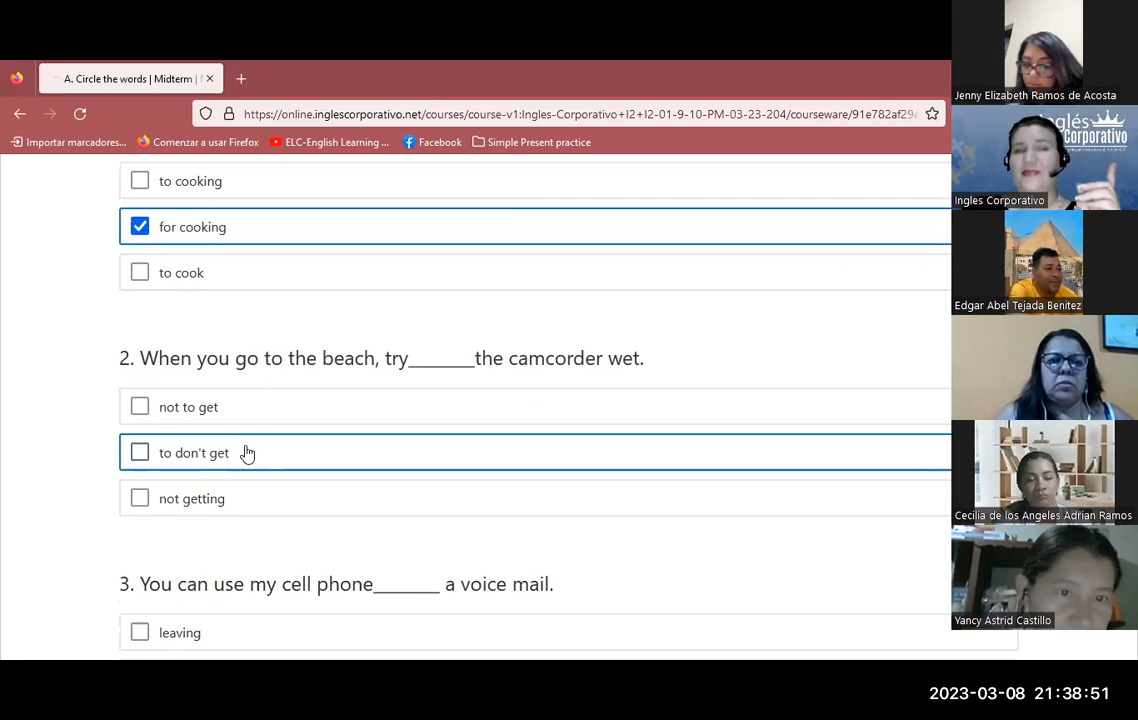 A. Circle the words | Midterm |
https://online.inglescorporativo.net/courses/course-v1:Ingles-Corporativo+I2+I2-01-9-10-PM-03-23-204/courseware/91e782af29e
Importar marcadores... Comenzar a usar Firefox ELC-English Learning ... Facebook Simple Present practice
to cooking
for cooking
to cook
2. When you go to the beach, try_______the camcorder wet.
not to get
to don't get
not getting
3. You can use my cell phone_______ a voice mail.
leaving
Jenny Elizabeth Ramos de Acosta
Inglés
Corporativo
Ingles Corporativo
Edgar Abel Tejada Benitez
Cecilia de los Angeles Adrian Ramos
Yancy Astrid Castillo
2023-03-08 21:38:51